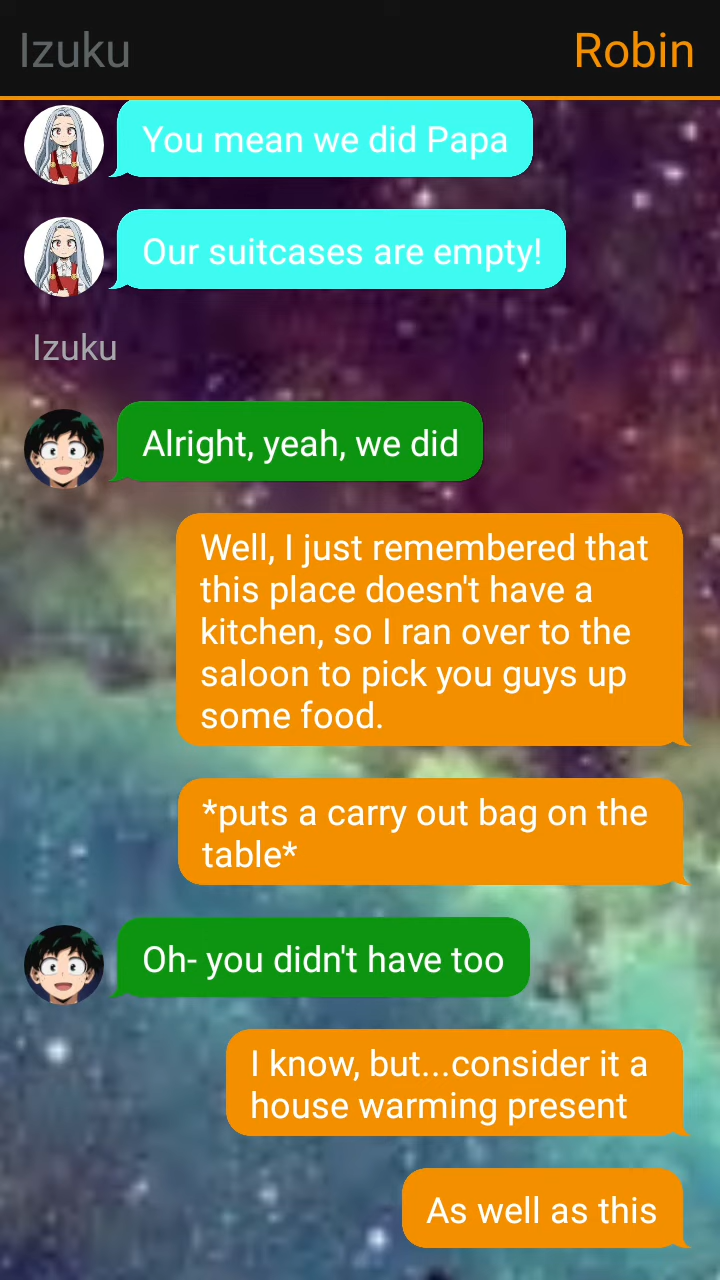 Izuku
Robin
You mean we did Papa
Our suitcases are empty!
Izuku
Alright, yeah, we did
Well, I just remembered that
this place doesn't have a
kitchen, so I ran over to the
saloon to pick you guys up
some food.
*puts a carry out bag on the
table*
Oh- you didn't have too
I know, but...consider it a
house warming present
As well as this